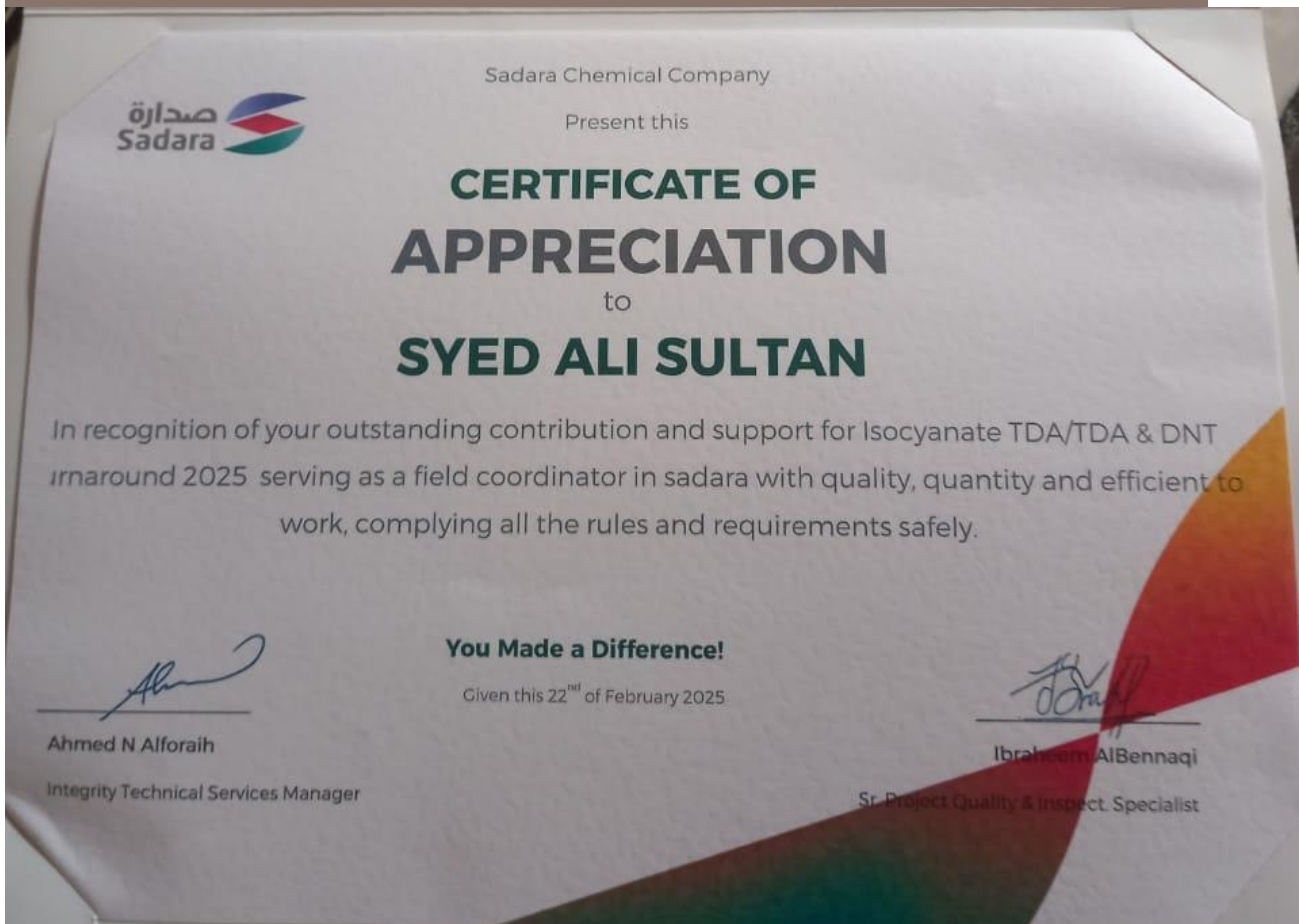 صدارة
Sadara
Sadara Chemical Company
Present this
CERTIFICATE OF
APPRECIATION
to
SYED ALI SULTAN
In recognition of your outstanding contribution and support for Isocyanate TDA/TDA & DNT
urnaround 2025 serving as a field coordinator in sadara with quality, quantity and efficient to
work, complying all the rules and requirements safely.
You Made a Difference!
Given this 22nd of February 2025
Ahmed N Alforaih
Integrity Technical Services Manager
Ibraheem AlBennaqi
Sr. Project Quality & Inspect. Specialist